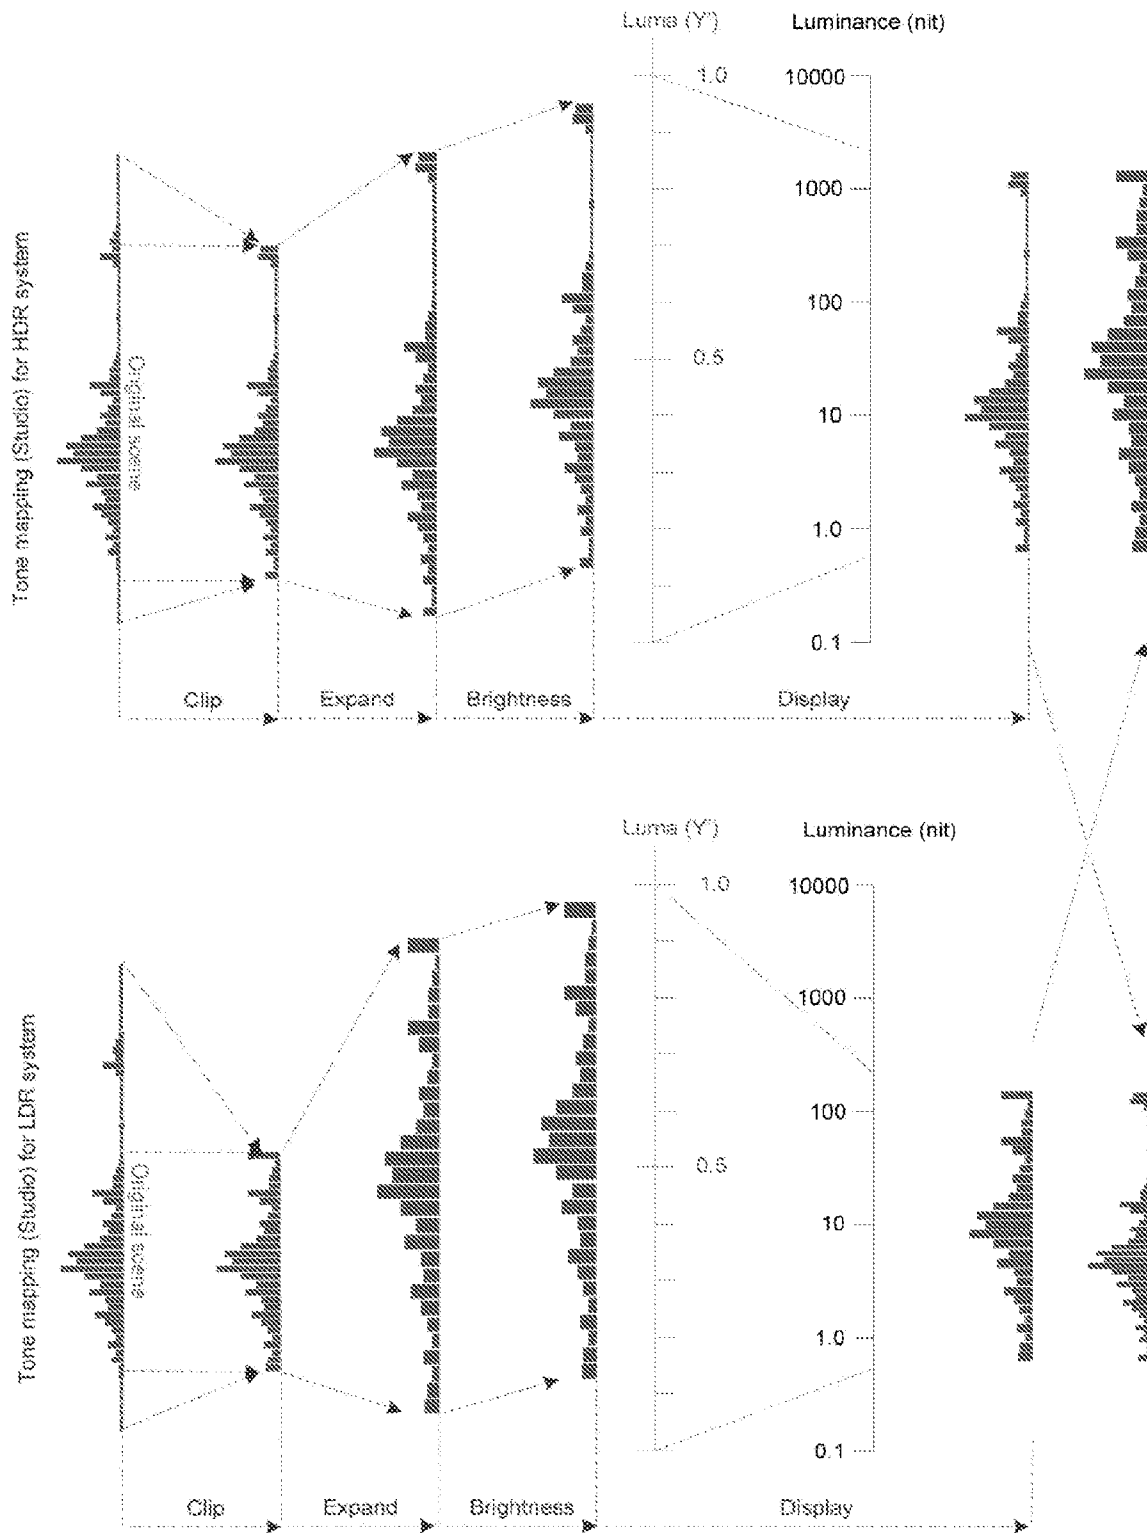 Tone mapping (Studio) for HDR system
Luma (Y')
Luminance (nit)
1.0
0.5
10000
1000
100
10
1.0
0.1
Original scene
Clip
Expand
Brightness
Display
Tone mapping (Studio) for LDR system
Luma (Y')
Luminance (nit)
1.0
0.5
10000
1000
100
10
1.0
0.1
Original scene
Clip
Expand
Brightness
Display